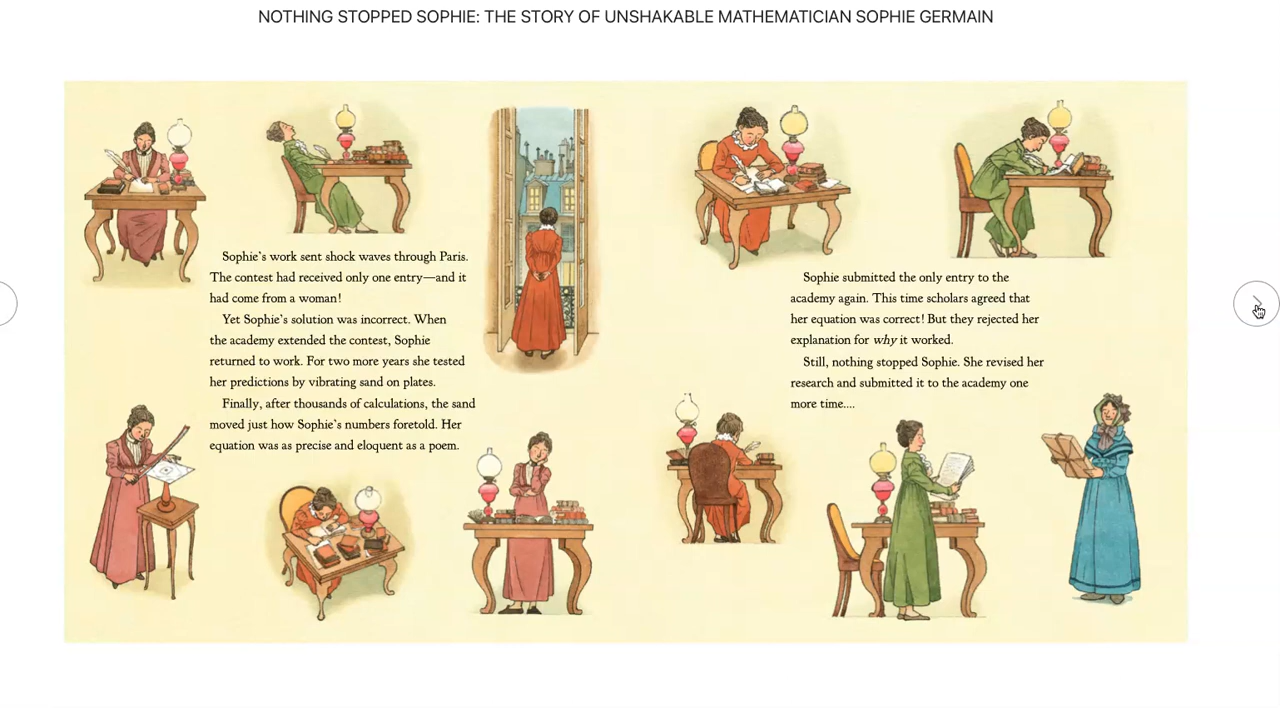 NOTHING STOPPED SOPHIE: THE STORY OF UNSHAKABLE MATHEMATICIAN SOPHIE GERMAIN
Sophie’s work sent shock waves through Paris.
The contest had received only one entry—and it
had come from a woman!
Yet Sophie’s solution was incorrect. When
the academy extended the contest, Sophie
returned to work. For two more years she tested
her predictions by vibrating sand on plates.
Finally, after thousands of calculations, the sand
moved just how Sophie’s numbers foretold. Her
equation was as precise and eloquent as a poem.
Sophie submitted the only entry to the
academy again. This time scholars agreed that
her equation was correct! But they rejected her
explanation for why it worked.
Still, nothing stopped Sophie. She revised her
research and submitted it to the academy one
more time....